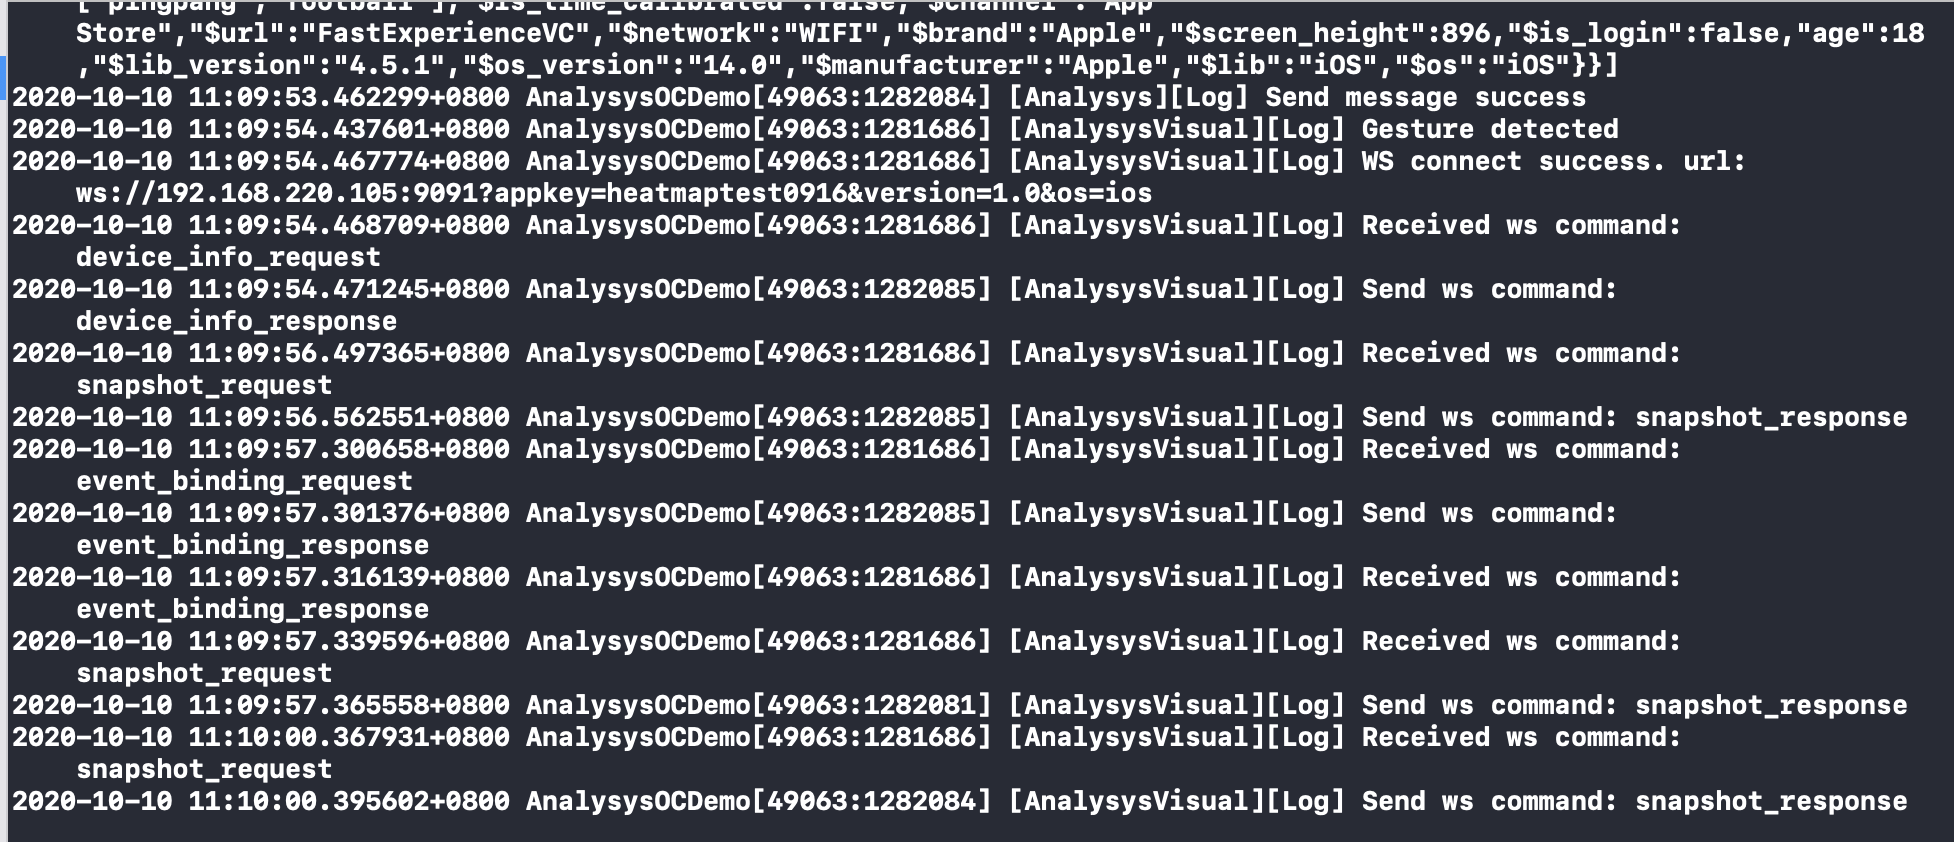 ["pingpang","football"],"$is_time_calibrated":false,"$channel":"App
Store","$url":"FastExperienceVC","$network":"WIFI","$brand":"Apple","$screen_height":896,"$is_login":false,"age":18
,"$lib_version":"4.5.1","$os_version":"14.0","$manufacturer":"Apple","$lib":"iOS","$os":"iOS"}}]
2020-10-10 11:09:53.462299+0800 AnalysysOCDemo[49063:1282084] [Analysys][Log] Send message success
2020-10-10 11:09:54.437601+0800 AnalysysOCDemo[49063:1281686] [AnalysysVisual][Log] Gesture detected
2020-10-10 11:09:54.467774+0800 AnalysysOCDemo[49063:1281686] [AnalysysVisual][Log] WS connect success. url:
ws://192.168.220.105:9091?appkey=heatmaptest0916&version=1.0&os=ios
2020-10-10 11:09:54.468709+0800 AnalysysOCDemo[49063:1281686] [AnalysysVisual][Log] Received ws command:
device_info_request
2020-10-10 11:09:54.471245+0800 AnalysysOCDemo[49063:1282085] [AnalysysVisual][Log] Send ws command:
device_info_response
2020-10-10 11:09:56.497365+0800 AnalysysOCDemo[49063:1281686] [AnalysysVisual][Log] Received ws command:
snapshot_request
2020-10-10 11:09:56.562551+0800 AnalysysOCDemo[49063:1282085] [AnalysysVisual][Log] Send ws command: snapshot_response
2020-10-10 11:09:57.300658+0800 AnalysysOCDemo[49063:1281686] [AnalysysVisual][Log] Received ws command:
event_binding_request
2020-10-10 11:09:57.301376+0800 AnalysysOCDemo[49063:1282085] [AnalysysVisual][Log] Send ws command:
event_binding_response
2020-10-10 11:09:57.316139+0800 AnalysysOCDemo[49063:1281686] [AnalysysVisual][Log] Received ws command:
event_binding_response
2020-10-10 11:09:57.339596+0800 AnalysysOCDemo[49063:1281686] [AnalysysVisual][Log] Received ws command:
snapshot_request
2020-10-10 11:09:57.365558+0800 AnalysysOCDemo[49063:1282081] [AnalysysVisual][Log] Send ws command: snapshot_response
2020-10-10 11:10:00.367931+0800 AnalysysOCDemo[49063:1281686] [AnalysysVisual][Log] Received ws command:
snapshot_request
2020-10-10 11:10:00.395602+0800 AnalysysOCDemo[49063:1282084] [AnalysysVisual][Log] Send ws command: snapshot_response